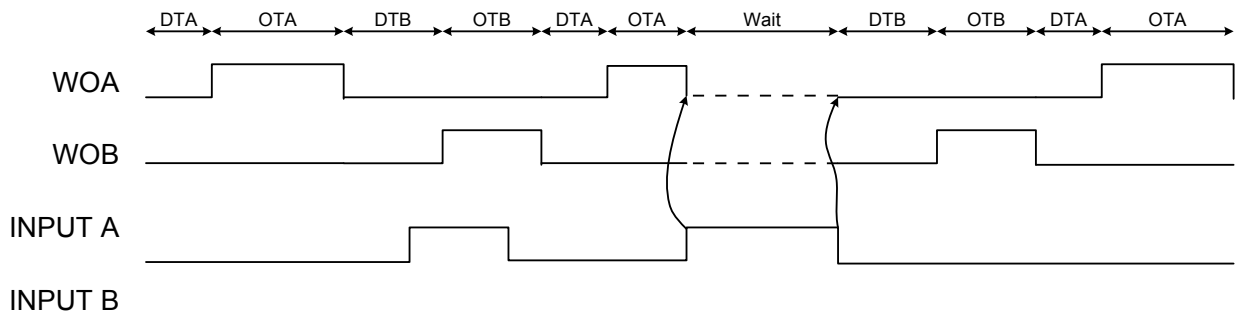 DTA OTA DTB OTB DTA OTA Wait DTB OTB DTA OTA
WOA
WOB
INPUT A
INPUT B